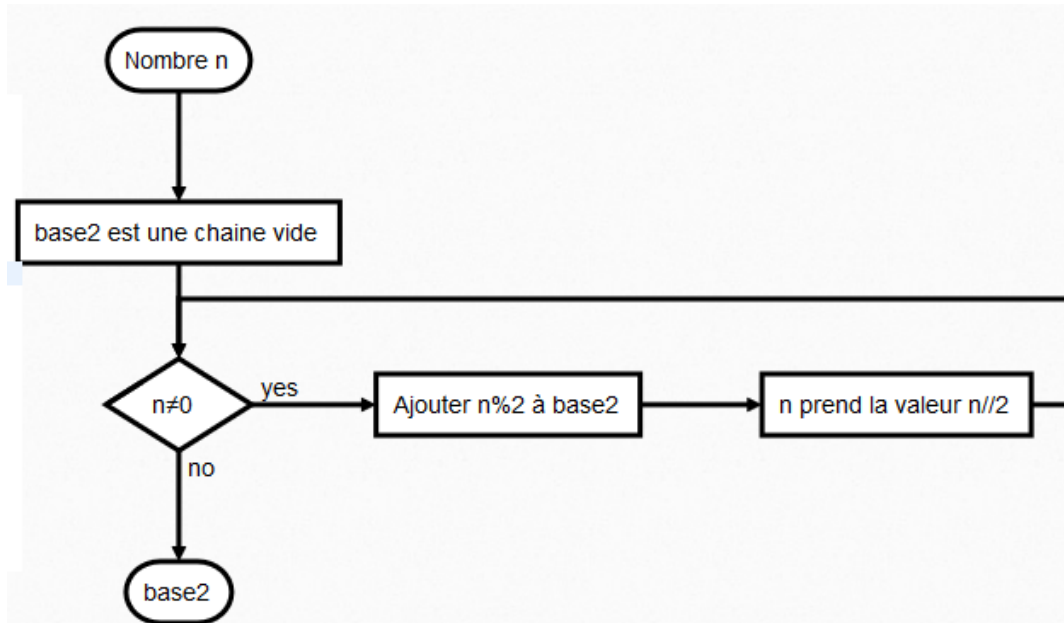 Nombre n
base2 est une chaine vide
n≠0
yes
Ajouter n%2 à base2
n prend la valeur n//2
no
base2